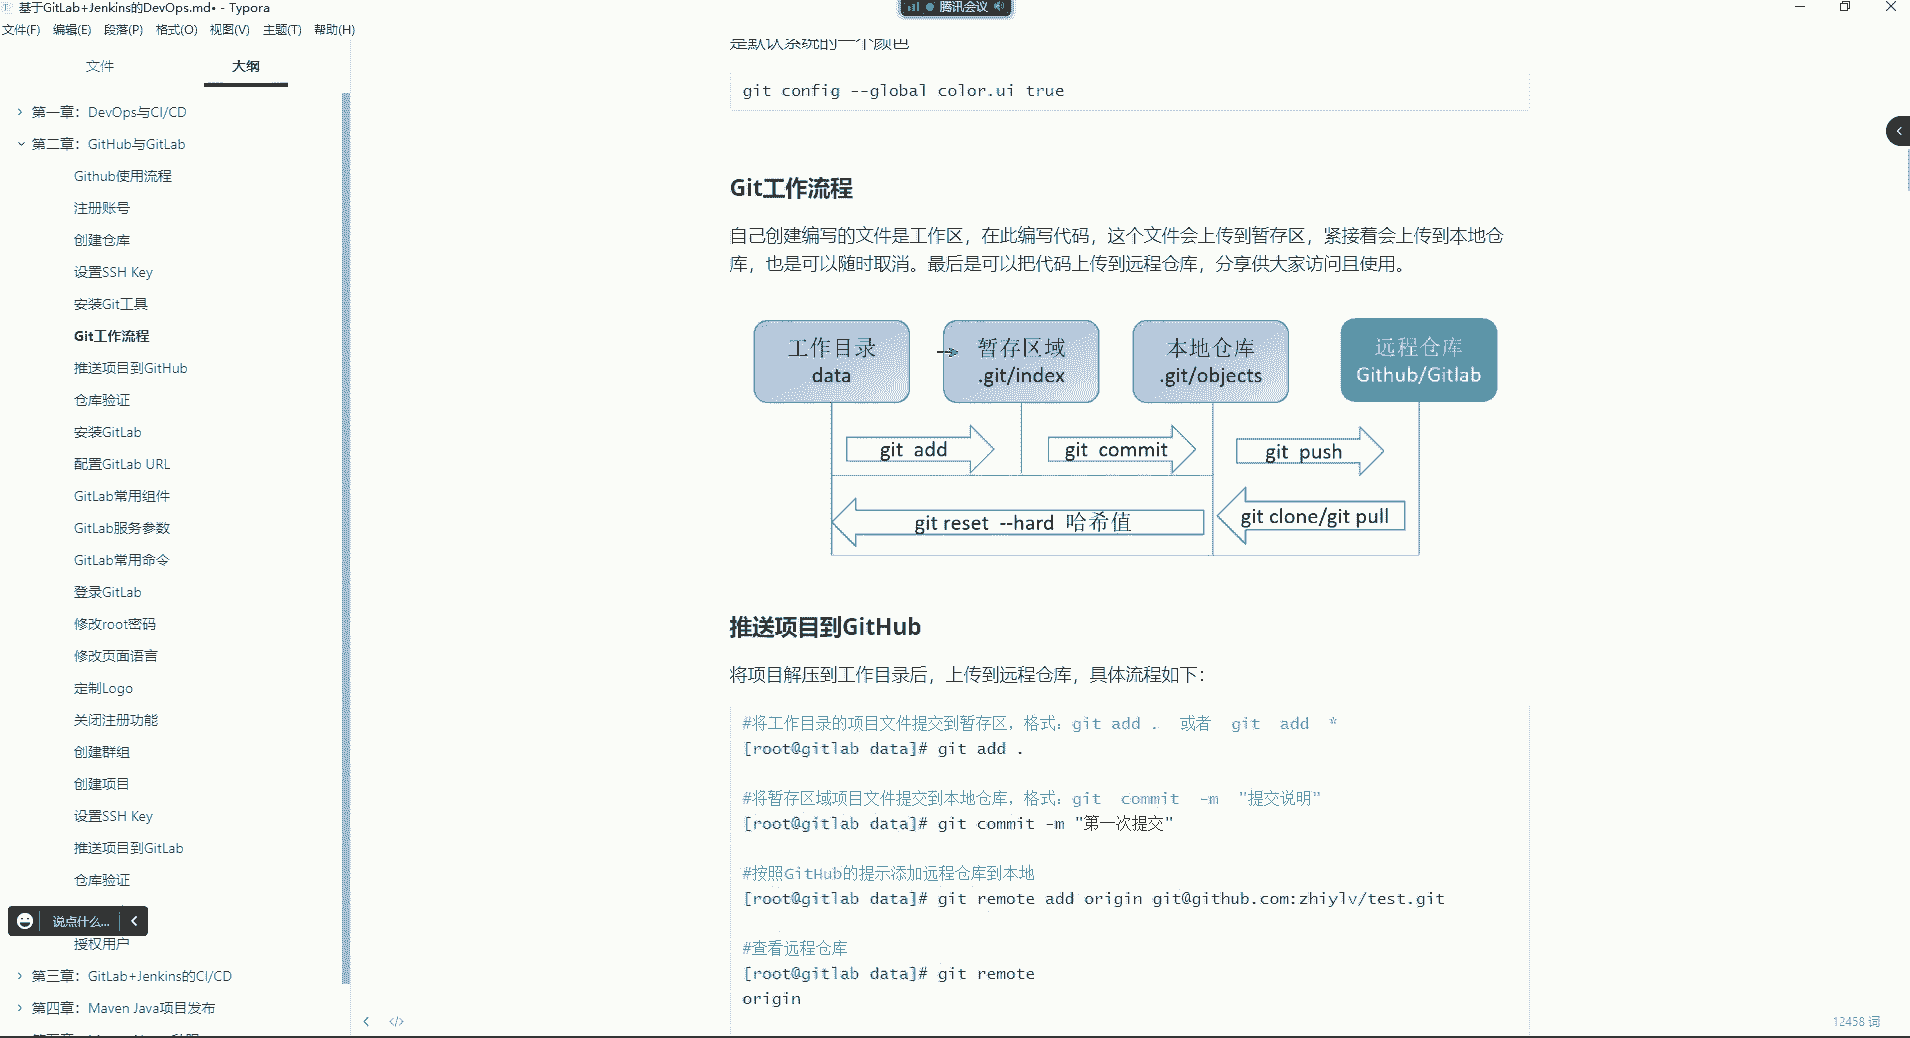 基于GitLab+Jenkins的DevOps.md• - Typora
腾讯会议
文件(F) 编辑(E) 段落(P) 格式(O) 视图(V) 主题(T) 帮助(H)
文件 大纲
第一章：DevOps与CI/CD
第二章：GitHub与GitLab
Github使用流程
注册账号
创建仓库
设置SSH Key
安装Git工具
Git工作流程
推送项目到GitHub
仓库验证
安装GitLab
配置GitLab URL
GitLab常用组件
GitLab服务参数
GitLab常用命令
登录GitLab
修改root密码
修改页面语言
定制Logo
关闭注册功能
创建群组
创建项目
设置SSH Key
推送项目到GitLab
仓库验证
说点什么...
授权用户
第三章：GitLab+Jenkins的CI/CD
第四章：Maven Java项目发布
是默认系统的一个颜色
git config --global color.ui true
Git工作流程
自己创建编写的文件是工作区，在此编写代码，这个文件会上传到暂存区，紧接着会上传到本地仓
库，也是可以随时取消。最后是可以把代码上传到远程仓库，分享供大家访问且使用。
工作目录
data
暂存区域
.git/index
本地仓库
.git/objects
远程仓库
Github/Gitlab
git add
git commit
git push
git reset --hard 哈希值
git clone/git pull
推送项目到GitHub
将项目解压到工作目录后，上传到远程仓库，具体流程如下：
#将工作目录的项目文件提交到暂存区，格式：git add . 或者 git add *
[root@gitlab data]# git add .
#将暂存区域项目文件提交到本地仓库，格式：git commit -m "提交说明"
[root@gitlab data]# git commit -m "第一次提交"
#按照GitHub的提示添加远程仓库到本地
[root@gitlab data]# git remote add origin git@github.com:zhiylv/test.git
#查看远程仓库
[root@gitlab data]# git remote
origin
12458 词